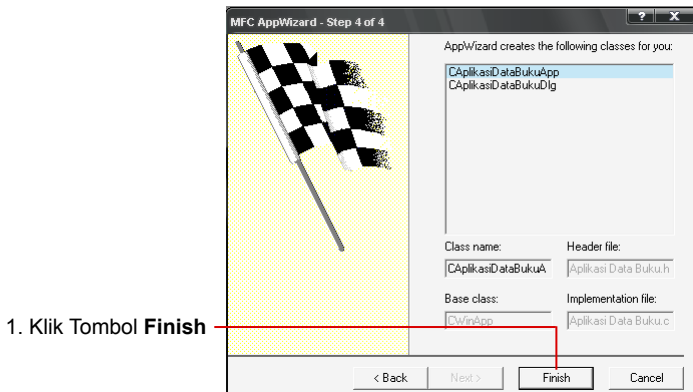 MFC AppWizard - Step 4 of 4
AppWizard creates the following classes for you:
CAplikasiDataBukuApp
CAplikasiDataBukuDlg
Class name:
Header file:
CAplikasiDataBukuA
Aplikasi Data Buku.h
Base class:
Implementation file:
CWinApp
Aplikasi Data Buku.c
1. Klik Tombol Finish
< Back
Next >
Finish
Cancel